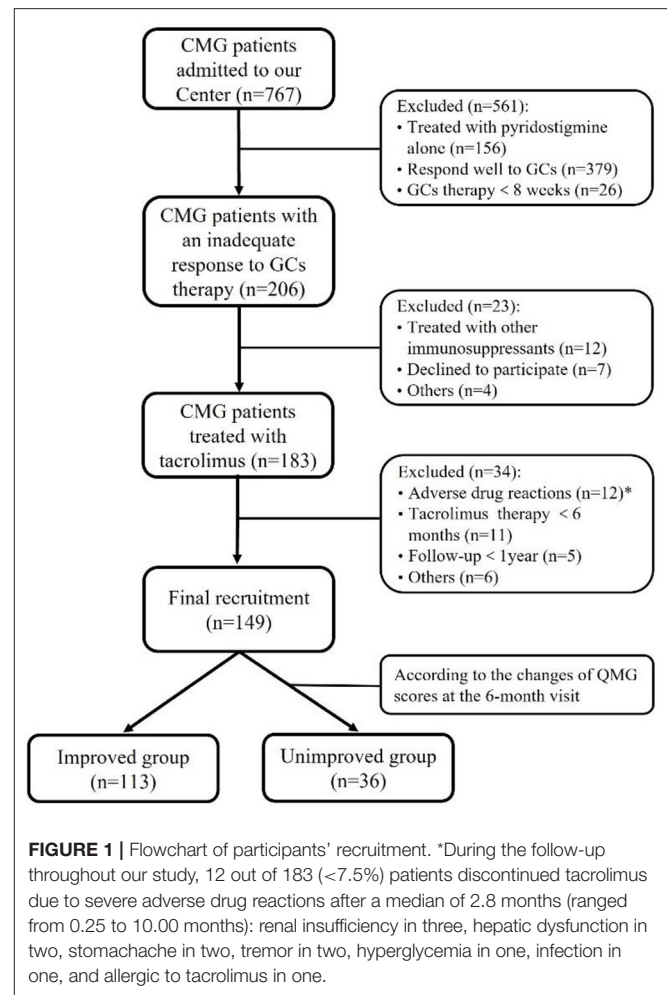 CMG patients
admitted to our
Center (n=767)
Excluded (n=561):
• Treated with pyridostigmine
alone (n=156)
• Respond well to GCs (n=379)
• GCs therapy < 8 weeks (n=26)
CMG patients with
an inadequate
response to GCs
therapy (n=206)
Excluded (n=23):
• Treated with other
immunosuppressants (n=12)
• Declined to participate (n=7)
• Others (n=4)
CMG patients
treated with
tacrolimus (n=183)
Excluded (n=34):
• Adverse drug reactions (n=12)*
• Tacrolimus therapy < 6
months (n=11)
• Follow-up < 1year (n=5)
• Others (n=6)
Final recruitment
(n=149)
According to the changes of QMG
scores at the 6-month visit
Improved group
(n=113)
Unimproved group
(n=36)
FIGURE 1 | Flowchart of participants' recruitment. *During the follow-up
throughout our study, 12 out of 183 (<7.5%) patients discontinued tacrolimus
due to severe adverse drug reactions after a median of 2.8 months (ranged
from 0.25 to 10.00 months): renal insufficiency in three, hepatic dysfunction in
two, stomachache in two, tremor in two, hyperglycemia in one, infection in
one, and allergic to tacrolimus in one.